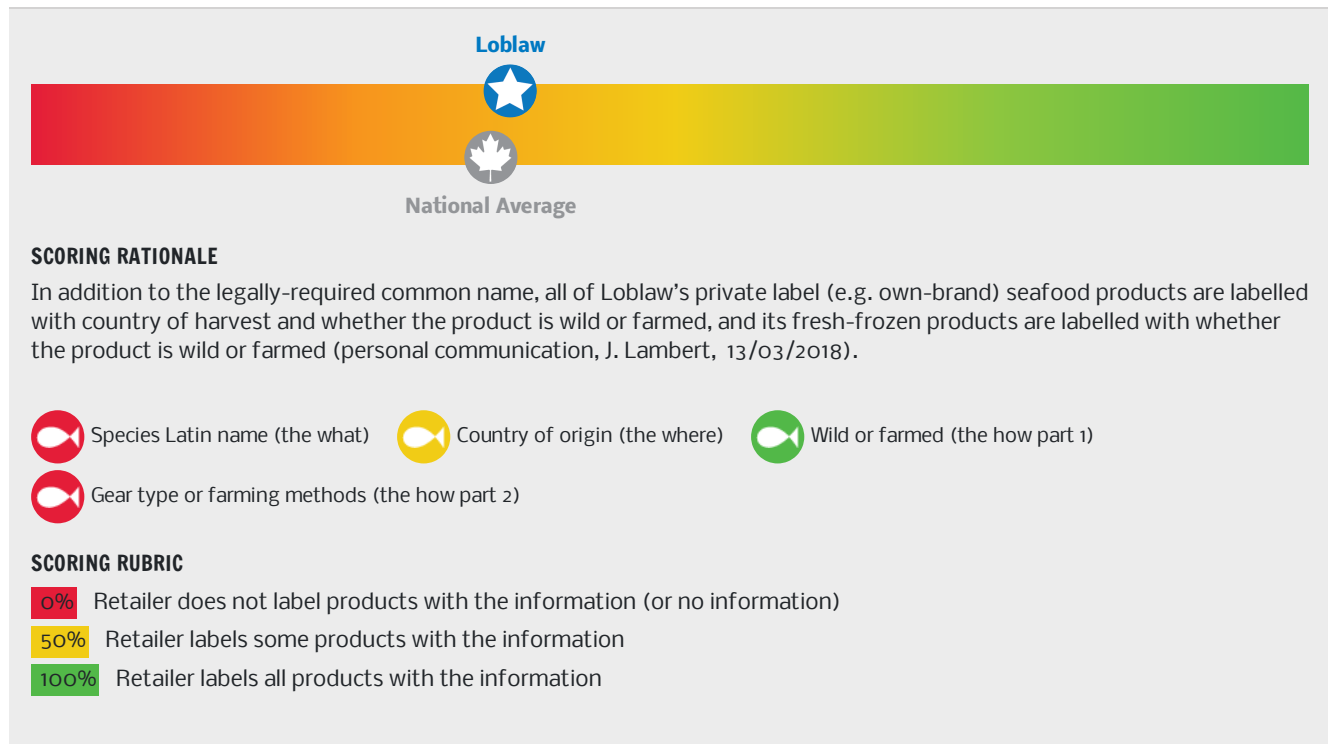 Loblaw
National Average
SCORING RATIONALE
In addition to the legally-required common name, all of Loblaw's private label (e.g. own-brand) seafood products are labelled
with country of harvest and whether the product is wild or farmed, and its fresh-frozen products are labelled with whether
the product is wild or farmed (personal communication, J. Lambert, 13/03/2018).
Species Latin name (the what) Country of origin (the where) Wild or farmed (the how part 1)
Gear type or farming methods (the how part 2)
SCORING RUBRIC
0% Retailer does not label products with the information (or no information)
50% Retailer labels some products with the information
100% Retailer labels all products with the information